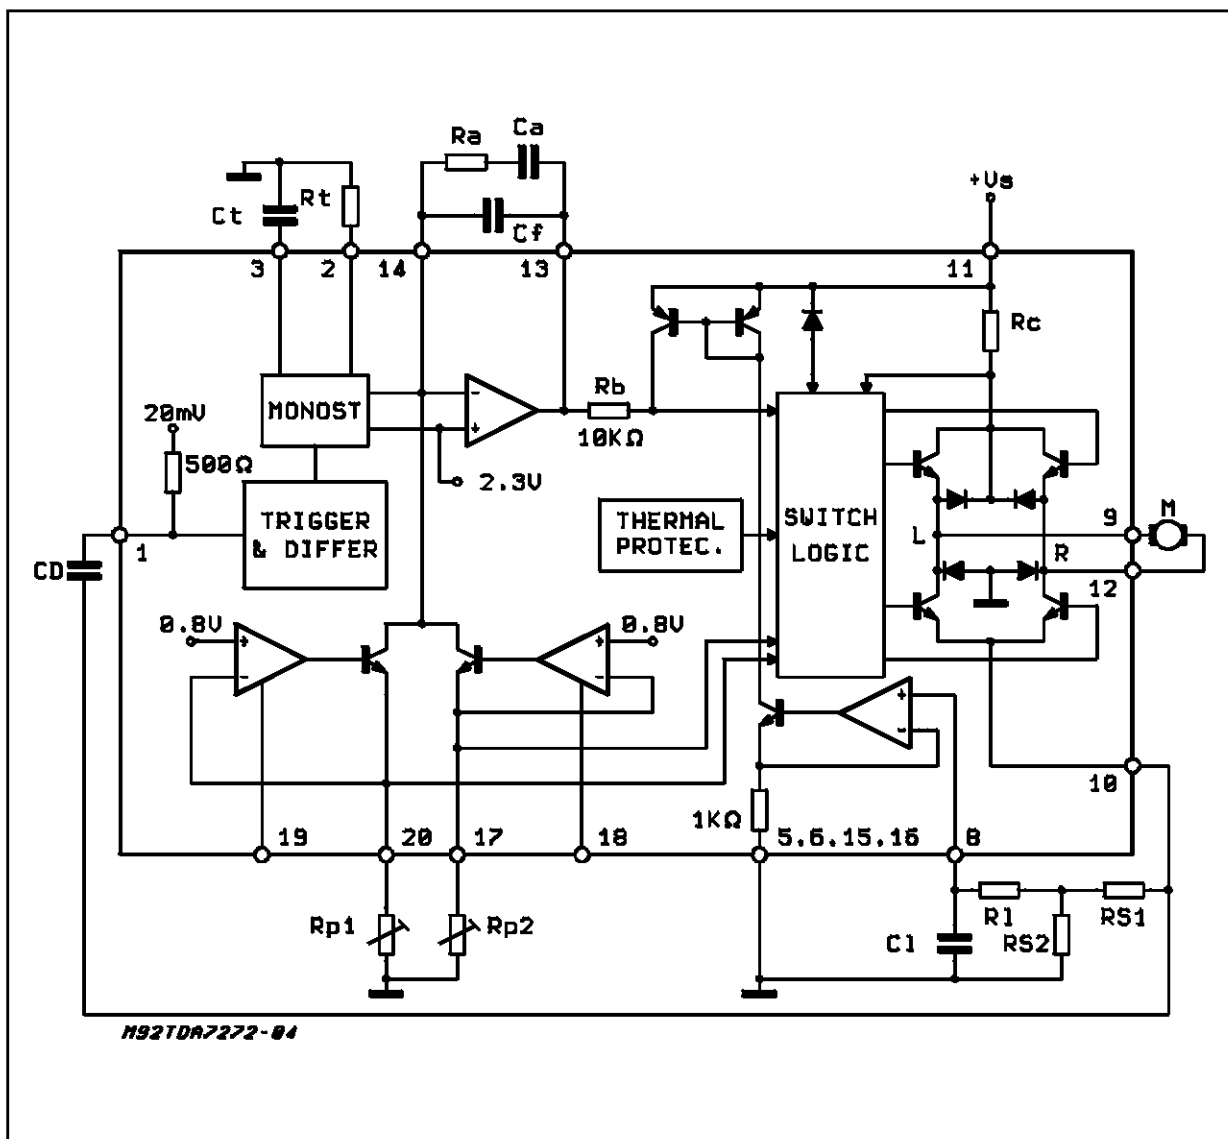 Ra
Ca
+Vs
Rt
Ct
Cf
3
2
14
13
11
Rc
Rb
MONOST
-
+
10KΩ
20mV
500Ω
2.3V
TRIGGER
& DIFFER
THERMAL
PROTEC.
SWITCH
LOGIC
L
R
9
M
1
12
CD
0.8V
+
-
0.8V
+
-
+
-
10
1KΩ
19
20
17
18
5.6.15.16
8
Rp1
Rp2
Cl
Rl
RS2
RS1
M92TDA7272-04